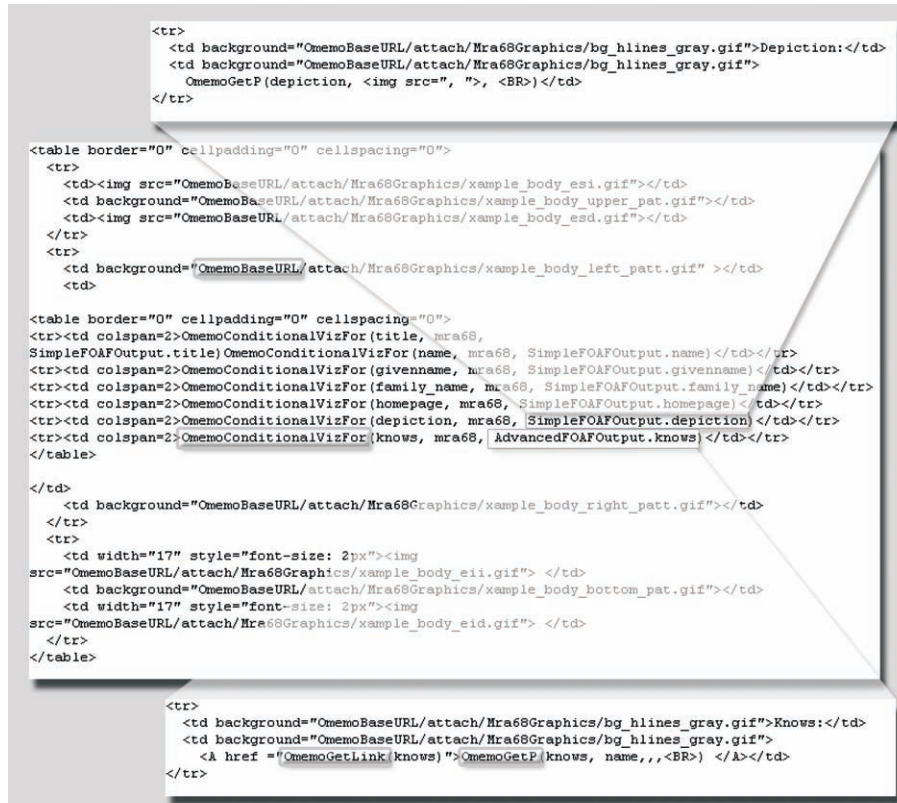 <tr>
<td background="OmemoBaseURL/attach/Mra68Graphics/bg_hlines_gray.gif">Depiction:</td>
<td background="OmemoBaseURL/attach/Mra68Graphics/bg_hlines_gray.gif">
OmemoGetP(depiction, <img src=", ">, <BR>)</td>
</tr>
<table border="0" cellpadding="0" cellspacing="0">
<tr>
<td><img src="OmemoBaseURL/attach/Mra68Graphics/xample_body_esi.gif"></td>
<td background="OmemoBaseURL/attach/Mra68Graphics/xample_body_upper_pat.gif"></td>
<td><img src="OmemoBaseURL/attach/Mra68Graphics/xample_body_esd.gif"></td>
</tr>
<tr>
<td background="OmemoBaseURL/attach/Mra68Graphics/xample_body_left_patt.gif" ></td>
<td>
<table border="0" cellpadding="0" cellspacing="0">
<tr><td colspan=2>OmemoConditionalVizFor(title, mra68,
SimpleFOAFOutput.title)OmemoConditionalVizFor(name, mra68, SimpleFOAFOutput.name)</td></tr>
<tr><td colspan=2>OmemoConditionalVizFor(givenname, mra68, SimpleFOAFOutput.givenname)</td></tr>
<tr><td colspan=2>OmemoConditionalVizFor(family_name, mra68, SimpleFOAFOutput.family_name)</td></tr>
<tr><td colspan=2>OmemoConditionalVizFor(homepage, mra68, SimpleFOAFOutput.homepage)</td></tr>
<tr><td colspan=2>OmemoConditionalVizFor(depiction, mra68, SimpleFOAFOutput.depiction)</td></tr>
<tr><td colspan=2>OmemoConditionalVizFor(knows, mra68, AdvancedFOAFOutput.knows)</td></tr>
</table>
</td>
<td background="OmemoBaseURL/attach/Mra68Graphics/xample_body_right_patt.gif"></td>
</tr>
<tr>
<td width="17" style="font-size: 2px"><img
src="OmemoBaseURL/attach/Mra68Graphics/xample_body_eii.gif"> </td>
<td background="OmemoBaseURL/attach/Mra68Graphics/xample_body_bottom_pat.gif"></td>
<td width="17" style="font-size: 2px"><img
src="OmemoBaseURL/attach/Mra68Graphics/xample_body_eid.gif"> </td>
</tr>
</table>
<tr>
<td background="OmemoBaseURL/attach/Mra68Graphics/bg_hlines_gray.gif">Knows:</td>
<td background="OmemoBaseURL/attach/Mra68Graphics/bg_hlines_gray.gif">
<A href ="OmemoGetLink(knows)">OmemoGetP(knows, name,,,<BR>) </A></td>
</tr>